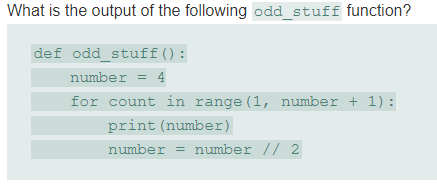 What is the output of the following odd_stuff function?
def odd_stuff():
    number = 4
    for count in range(1, number + 1):
        print(number)
        number = number // 2